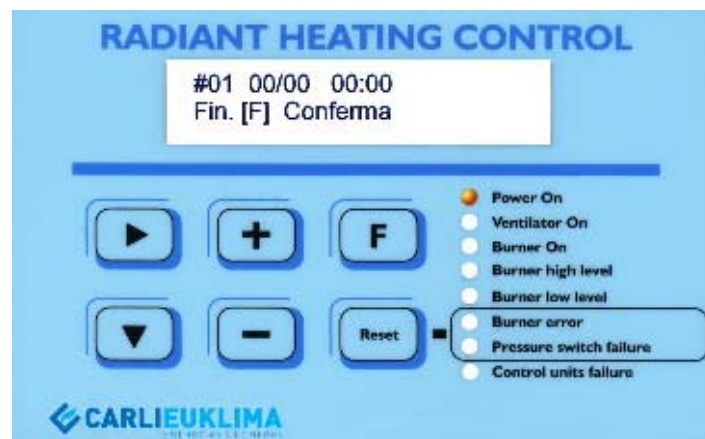 RADIANT HEATING CONTROL
#01 00/00 00:00
Fin. [F] Conferma
F
Reset
Power On
Ventilator On
Burner On
Burner high level
Burner low level
Burner error
Pressure switch failure
Control units failure
CARLIEUKLIMA